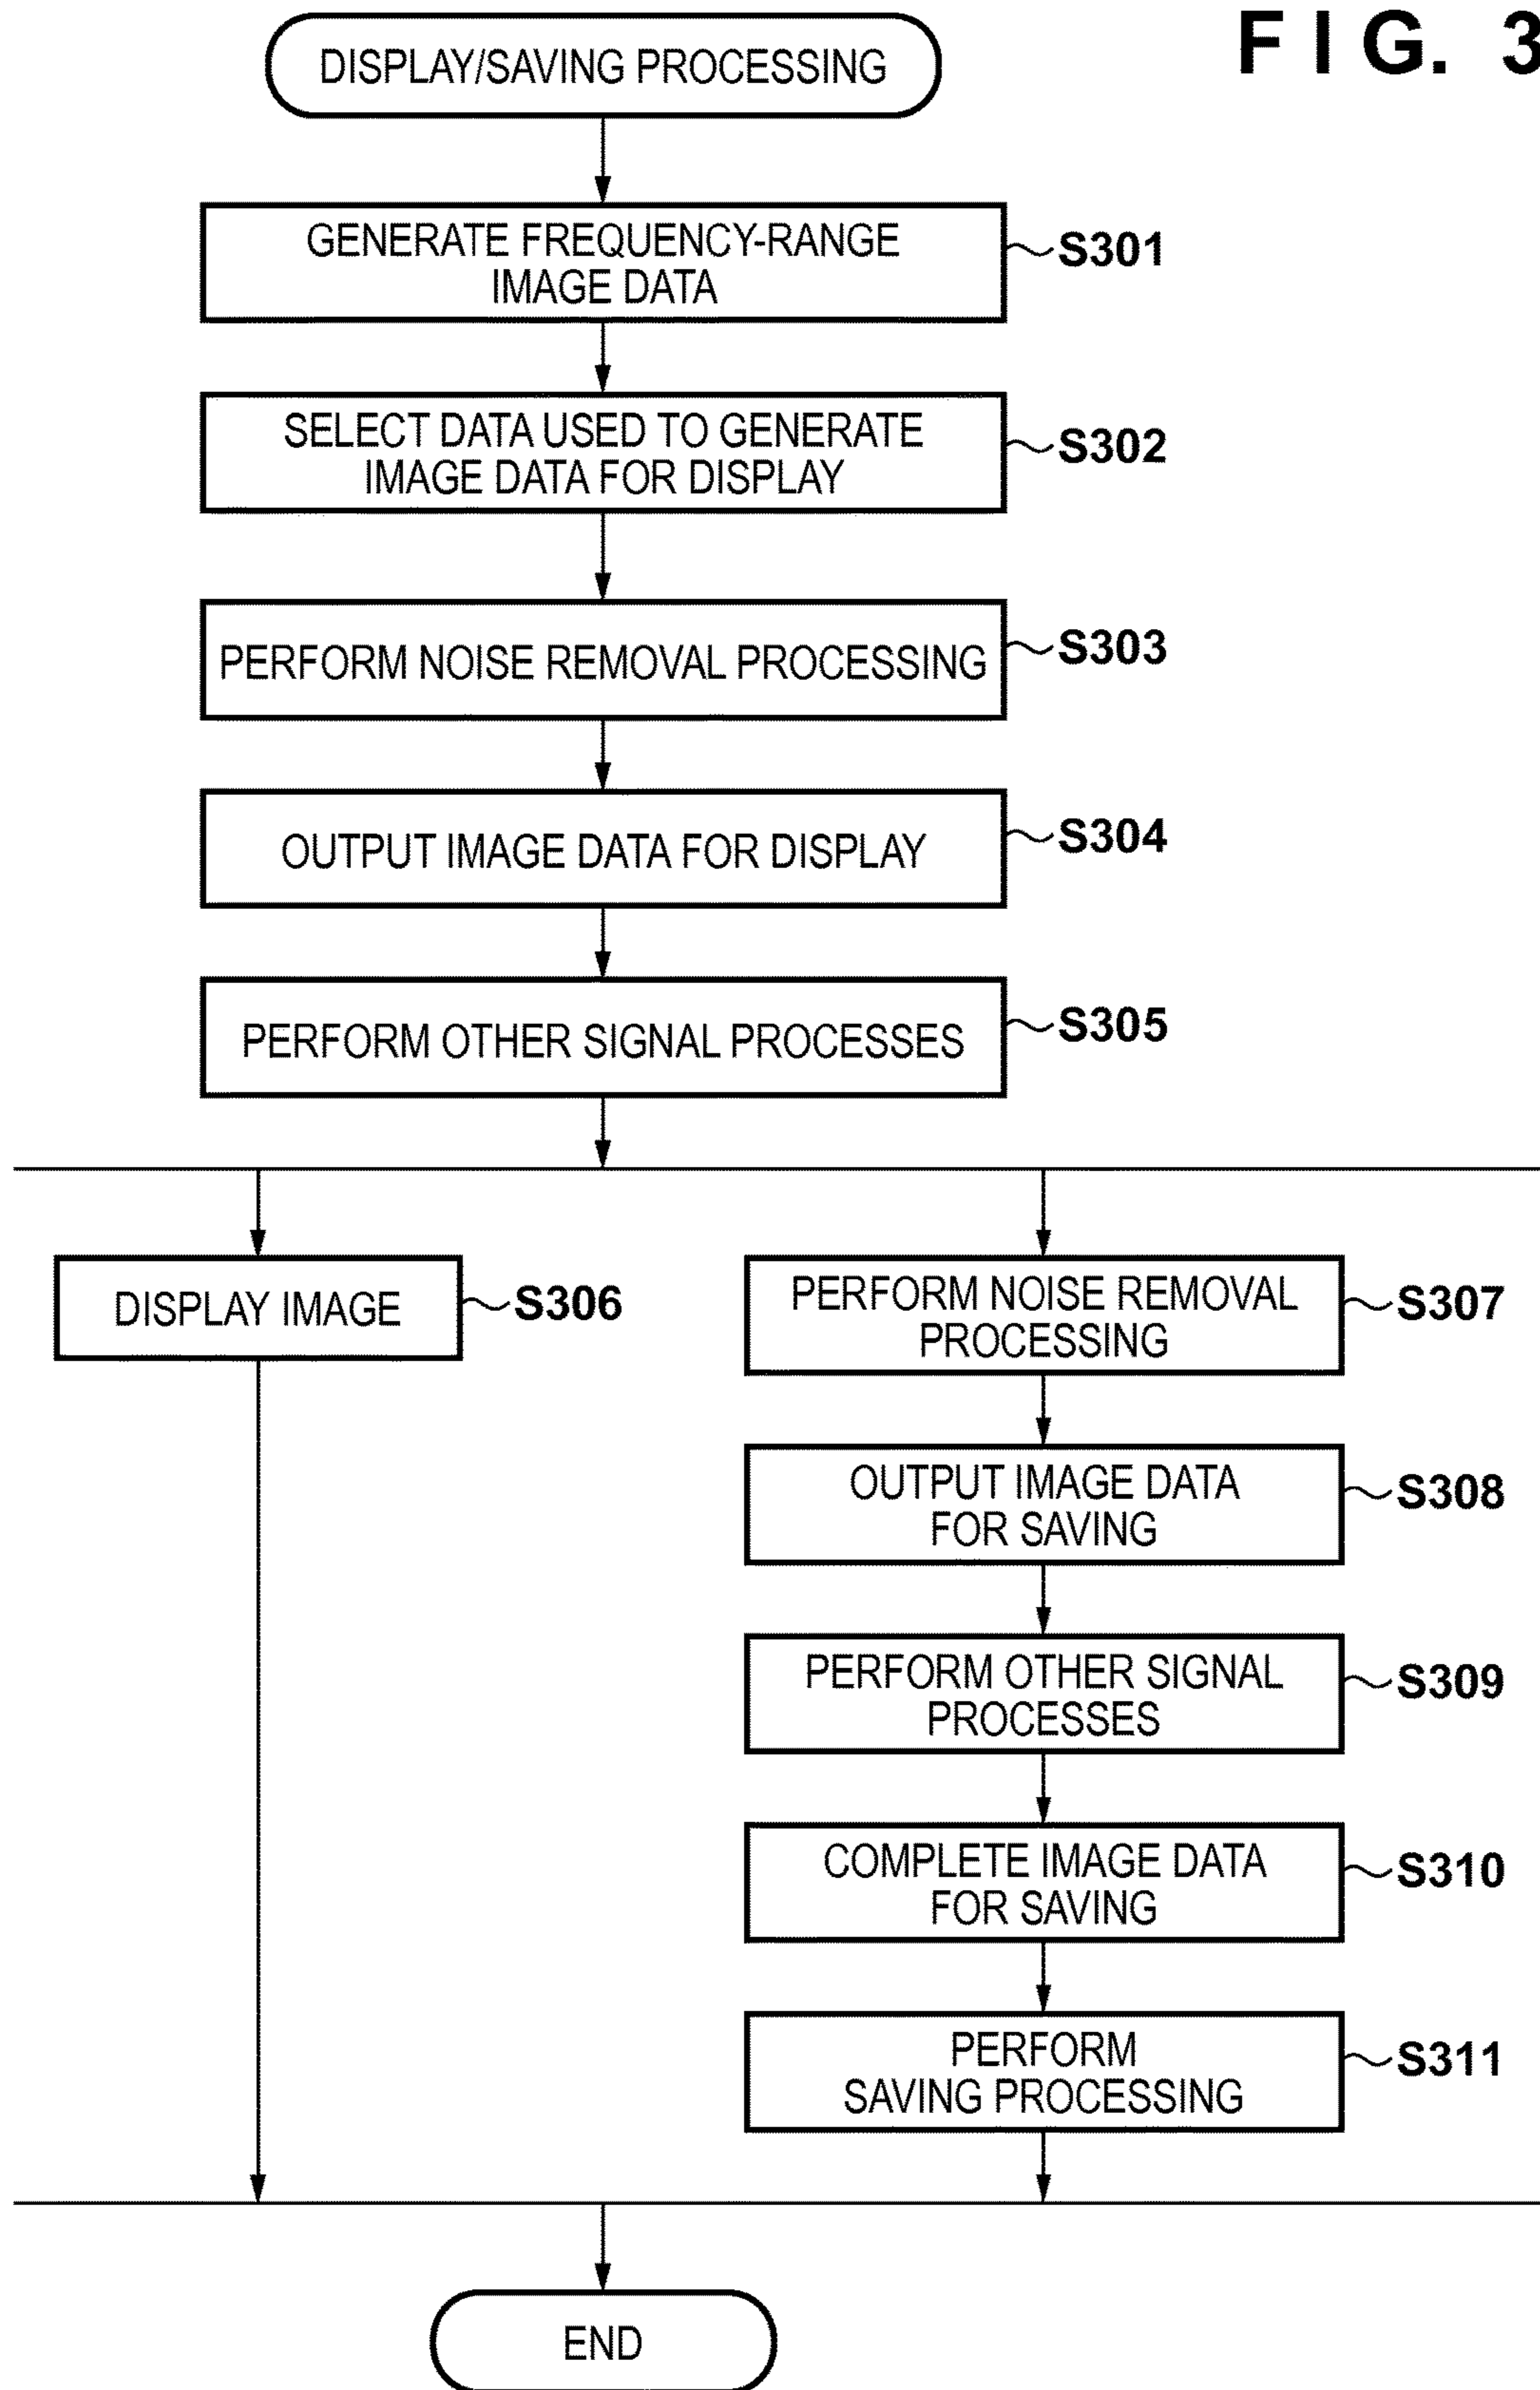 FIG. 3
DISPLAY/SAVING PROCESSING
GENERATE FREQUENCY-RANGE
IMAGE DATA
S301
SELECT DATA USED TO GENERATE
IMAGE DATA FOR DISPLAY
S302
PERFORM NOISE REMOVAL PROCESSING
S303
OUTPUT IMAGE DATA FOR DISPLAY
S304
PERFORM OTHER SIGNAL PROCESSES
S305
DISPLAY IMAGE
S306
PERFORM NOISE REMOVAL
PROCESSING
S307
OUTPUT IMAGE DATA
FOR SAVING
S308
PERFORM OTHER SIGNAL
PROCESSES
S309
COMPLETE IMAGE DATA
FOR SAVING
S310
PERFORM
SAVING PROCESSING
S311
END